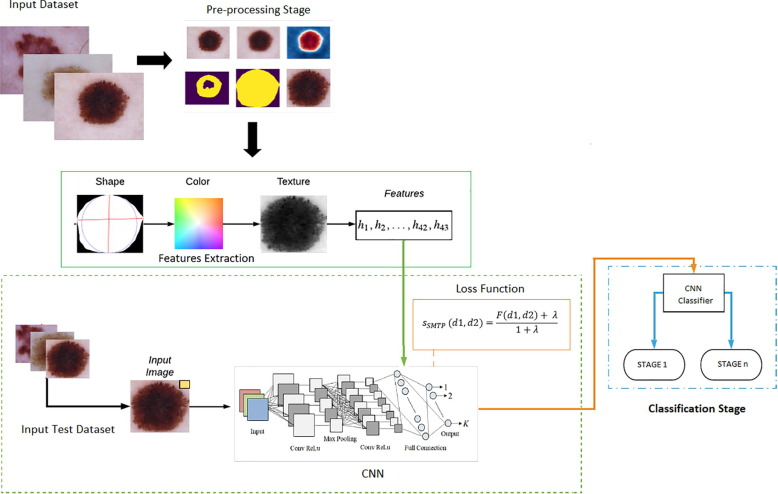 Input Dataset
Pre-processing Stage
Shape
Color
Texture
Features
h₁, h₂, . . . , h₄₂, h₄₃
Features Extraction
Loss Function
s_SMTP (d1, d2) = F(d1, d2) + λ / 1 + λ
CNN
Classifier
STAGE 1
STAGE n
Classification Stage
Input
Image
Input Test Dataset
Input
Conv ReLu
Max Pooling
Conv ReLu
Full Connection
Output
1
2
K
CNN